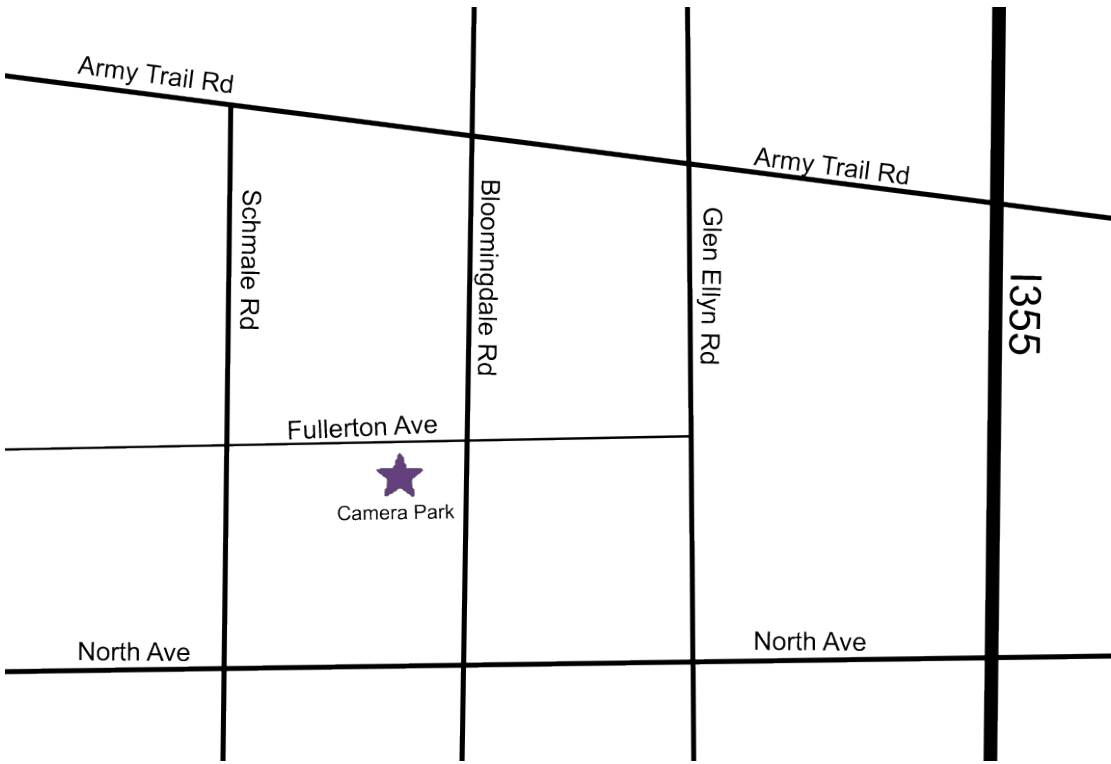 Army Trail Rd
Army Trail Rd
Schmale Rd
Bloomingdale Rd
Glen Ellyn Rd
I355
Fullerton Ave
Camera Park
North Ave
North Ave